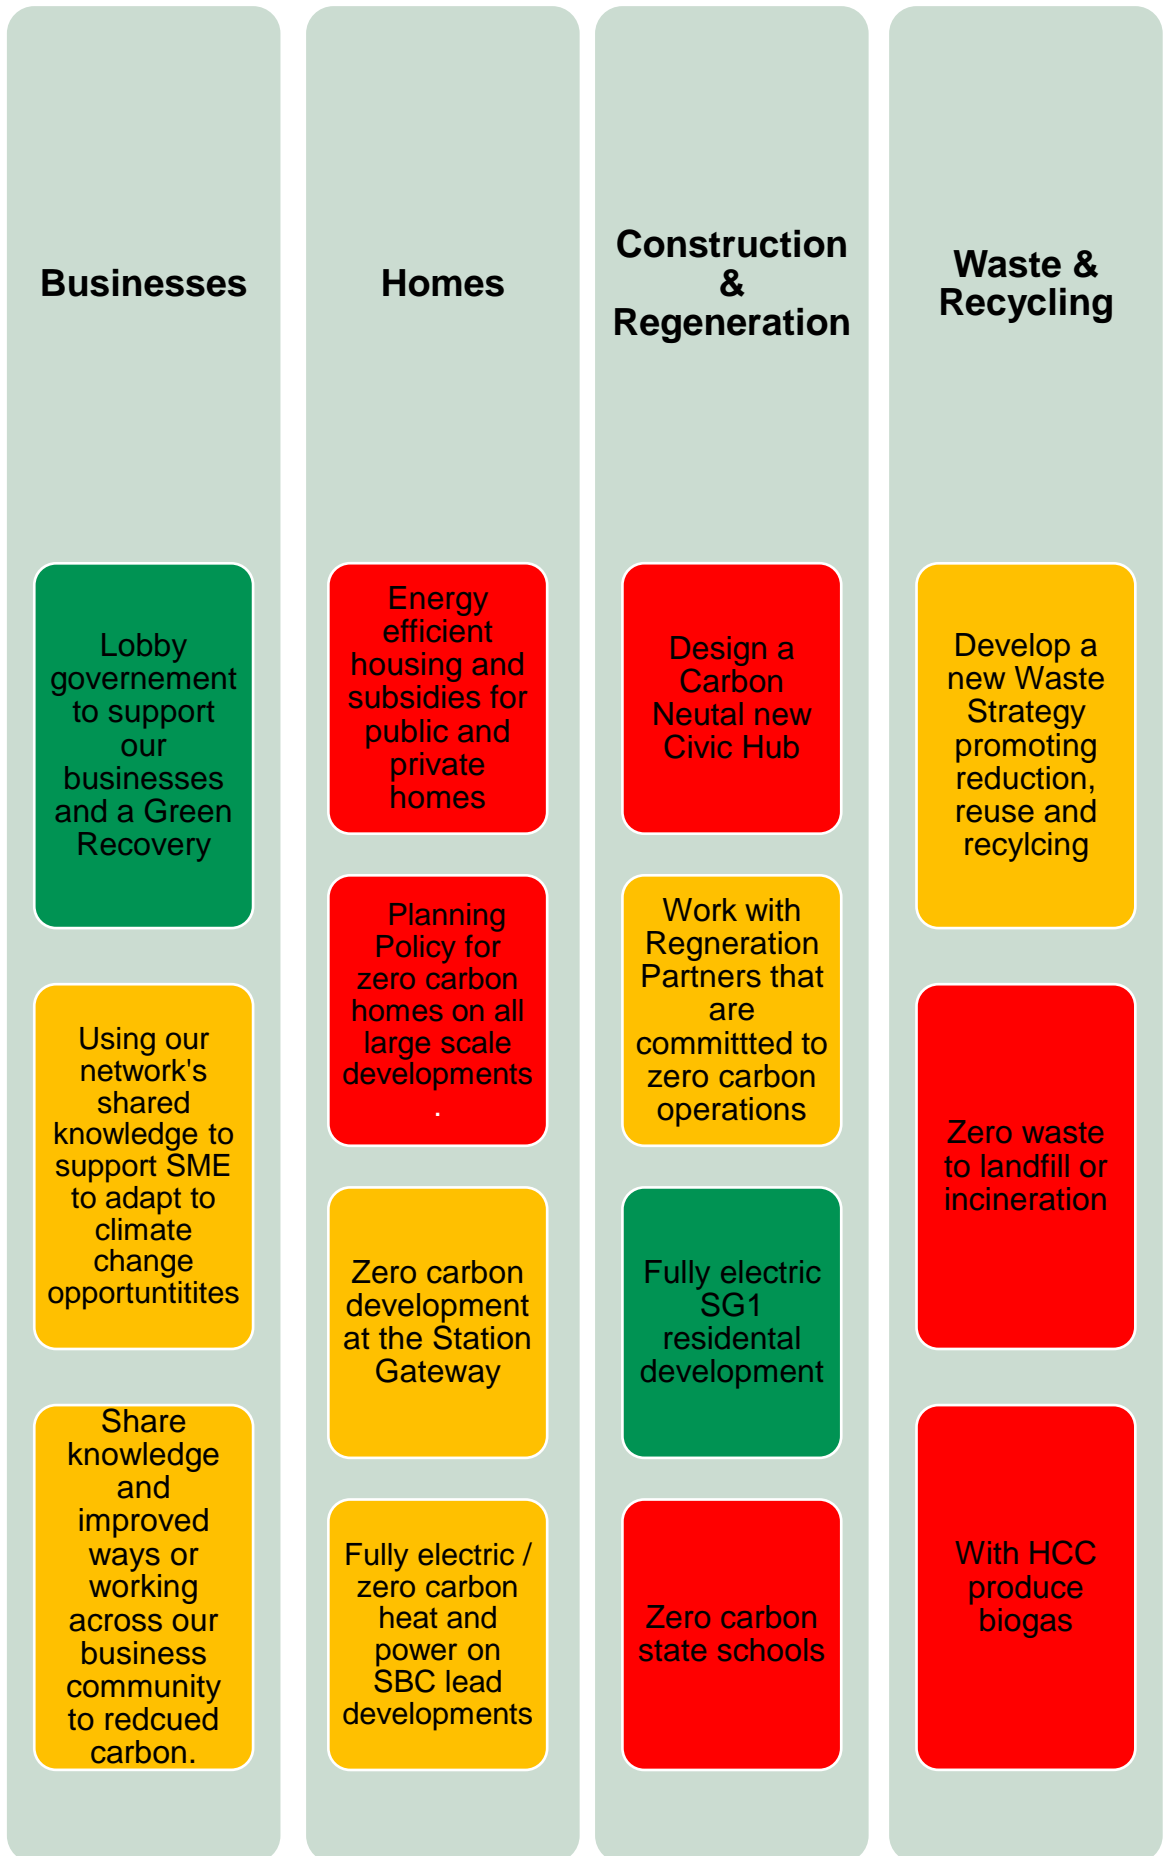 Businesses
Lobby
governement
to support
our
businesses
and a Green
Recovery
Using our
network's
shared
knowledge to
support SME
to adapt to
climate
change
opportuntitites
Share
knowledge
and
improved
ways or
working
across our
business
community
to redcued
carbon.
Homes
Energy
efficient
housing and
subsidies for
public and
private
homes
Planning
Policy for
zero carbon
homes on all
large scale
developments
.
Zero carbon
development
at the Station
Gateway
Fully electric /
zero carbon
heat and
power on
SBC lead
developments
Construction
&
Regeneration
Design a
Carbon
Neutal new
Civic Hub
Work with
Regneration
Partners that
are
committted to
zero carbon
operations
Fully electric
SG1
residental
development
Zero carbon
state schools
Waste &
Recycling
Develop a
new Waste
Strategy
promoting
reduction,
reuse and
recylcing
Zero waste
to landfill or
incineration
With HCC
produce
biogas